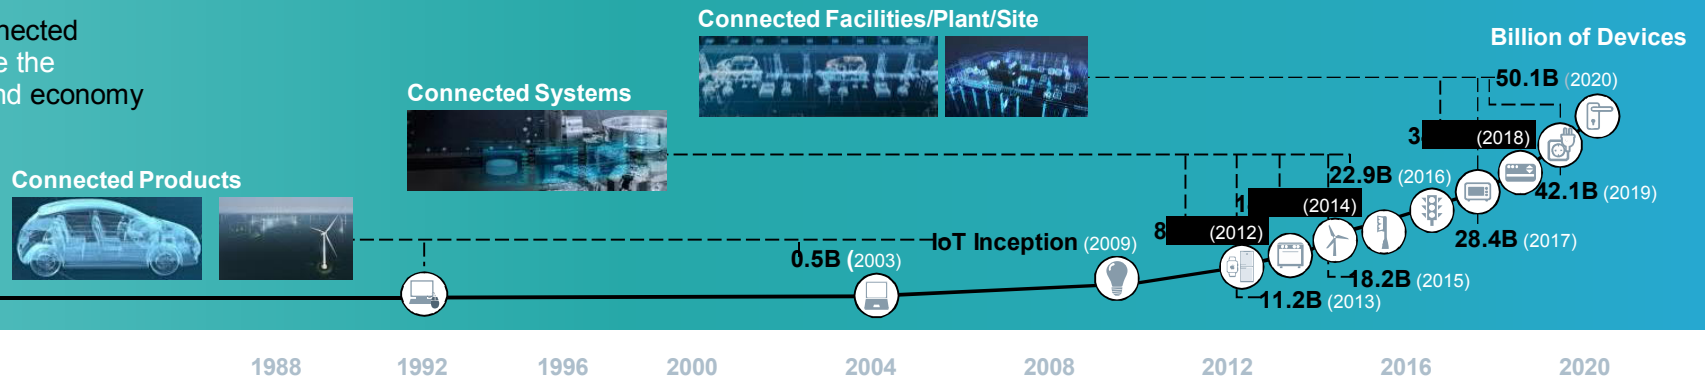 nected
e the
nd economy
Connected Products
Connected Systems
Connected Facilities/Plant/Site
Billion of Devices
0.5B (2003)
IoT Inception (2009)
8 (2012)
11.2B (2013)
1 (2014)
18.2B (2015)
22.9B (2016)
28.4B (2017)
3 (2018)
42.1B (2019)
50.1B (2020)
1988 1992 1996 2000 2004 2008 2012 2016 2020